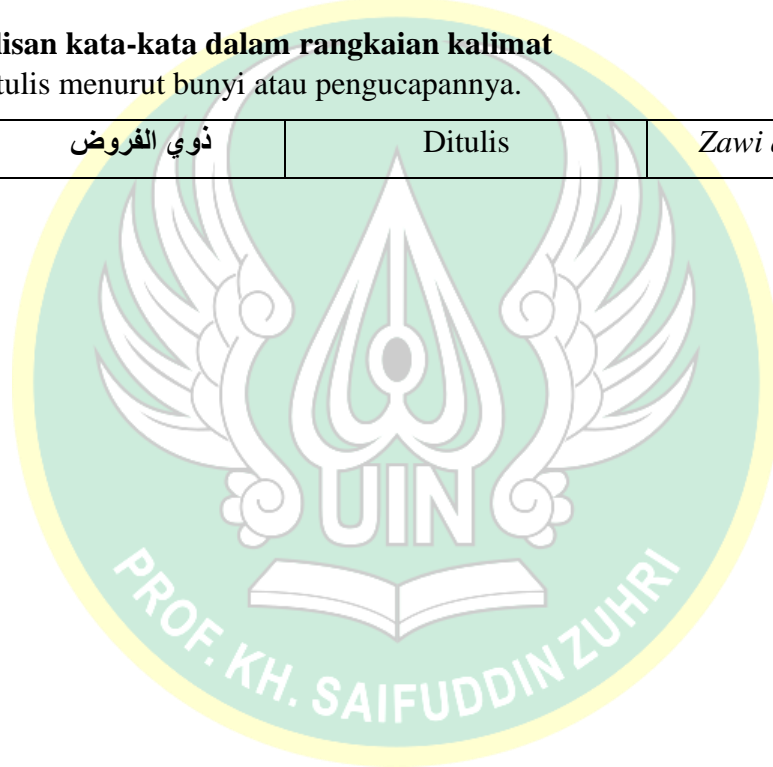 lisan kata-kata dalam rangkaian kalimat
tulis menurut bunyi atau pengucapannya.
ذوي الفروض Ditulis Zawi
UIN
PROF. KH. SAIFUDDIN ZUHRI